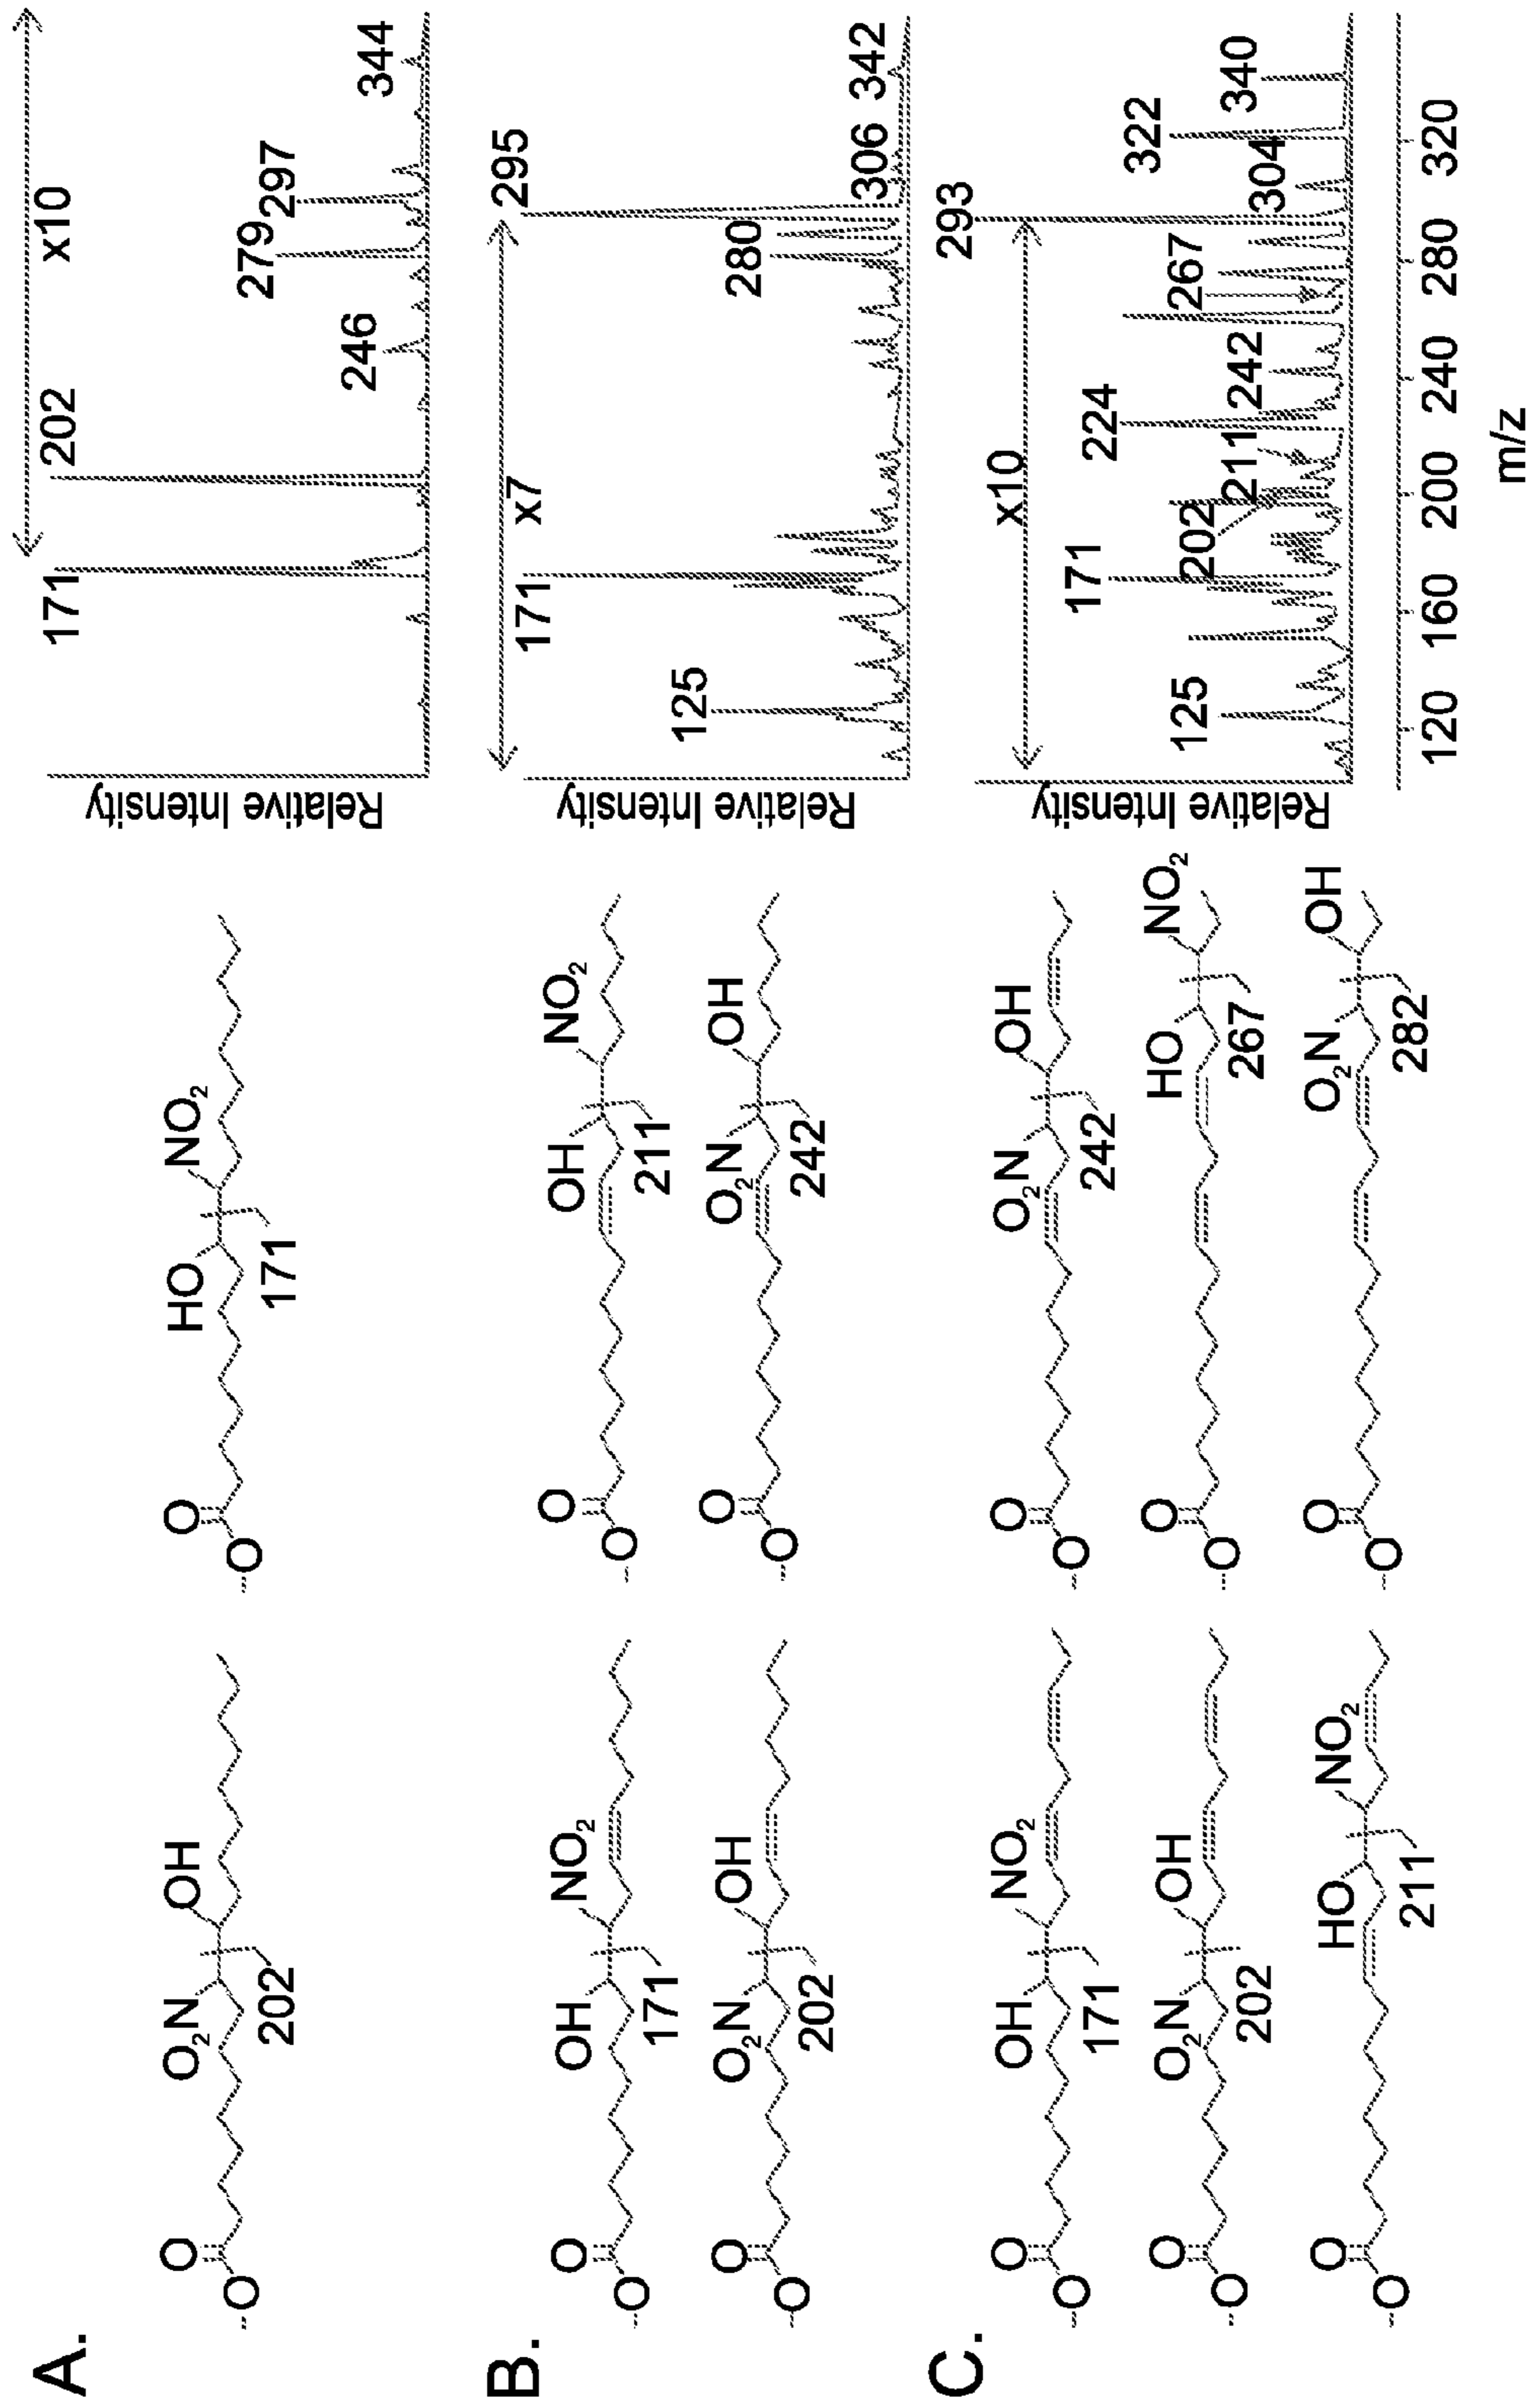 A.
O₂N OH
202
O
-O
HO NO₂
171
O
-O
Relative Intensity
x10
171
202
246
279
297
344
B.
OH NO₂
171
O
-O
OH NO₂
211
O
-O
O₂N OH
202
O
-O
O₂N OH
242
O
-O
Relative Intensity
x7
125
171
280
295
306
342
C.
OH NO₂
171
O
-O
O₂N OH
242
O
-O
O₂N OH
202
O
-O
HO NO₂
267
O
-O
HO NO₂
211
O
-O
O₂N OH
282
O
-O
Relative Intensity
x10
125
171
202
211
224
242
267
293
304
322
340
120 160 200 240 280 320
m/z